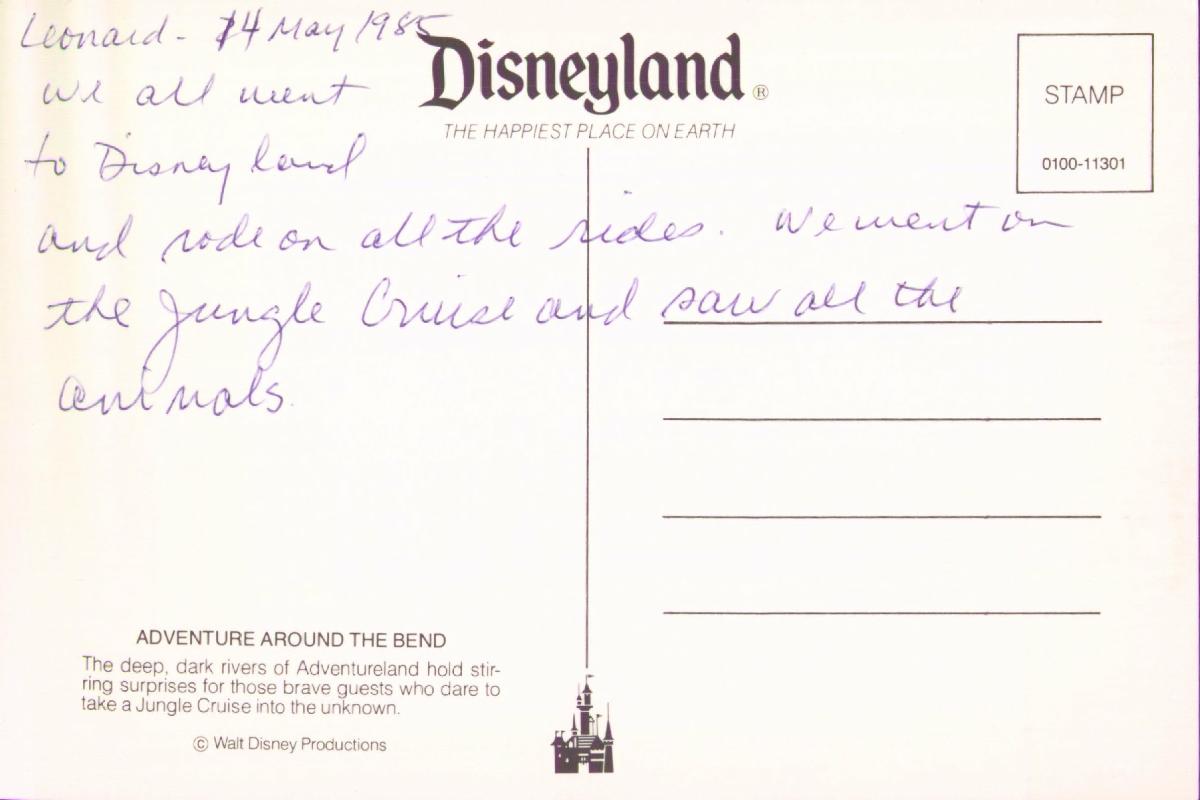 Leonard - 14 May 1985
we all went
to Disneyland
and rode on all the rides. We went on
the Jungle Cruise and saw all the
animals.
Disneyland®
THE HAPPIEST PLACE ON EARTH
STAMP
0100-11301
ADVENTURE AROUND THE BEND
The deep, dark rivers of Adventureland hold stir-
ring surprises for those brave guests who dare to
take a Jungle Cruise into the unknown.
© Walt Disney Productions